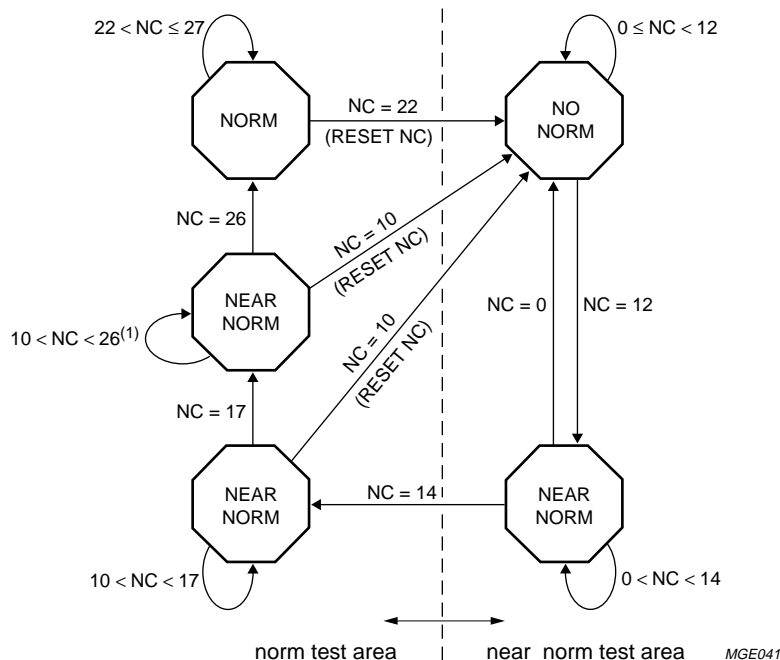 22 < NC ≤ 27
0 ≤ NC < 12
NORM
NC = 22
(RESET NC)
NO
NORM
NC = 26
NC = 10
(RESET NC)
NEAR
NORM
10 < NC < 26(1)
NC = 10
(RESET NC)
NC = 0
NC = 12
NC = 17
NEAR
NORM
NC = 14
NEAR
NORM
10 < NC < 17
0 < NC < 14
norm test area
near norm test area
MGE041